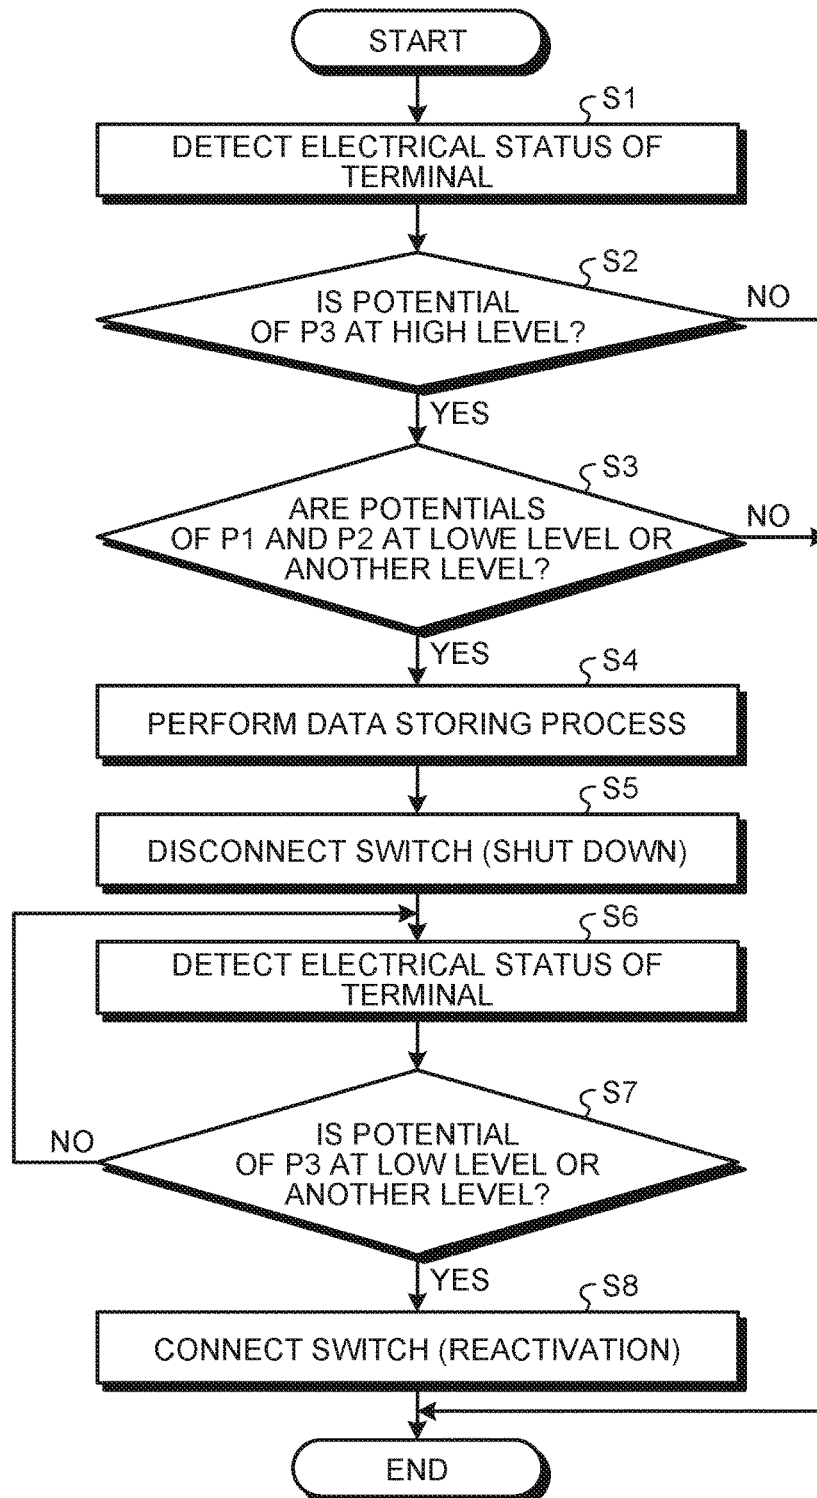 START
S1
DETECT ELECTRICAL STATUS OF
TERMINAL
S2
IS POTENTIAL
OF P3 AT HIGH LEVEL?
NO
YES
S3
ARE POTENTIALS
OF P1 AND P2 AT LOWE LEVEL OR
ANOTHER LEVEL?
NO
YES
S4
PERFORM DATA STORING PROCESS
S5
DISCONNECT SWITCH (SHUT DOWN)
S6
DETECT ELECTRICAL STATUS OF
TERMINAL
S7
IS POTENTIAL
OF P3 AT LOW LEVEL OR
ANOTHER LEVEL?
NO
YES
S8
CONNECT SWITCH (REACTIVATION)
END